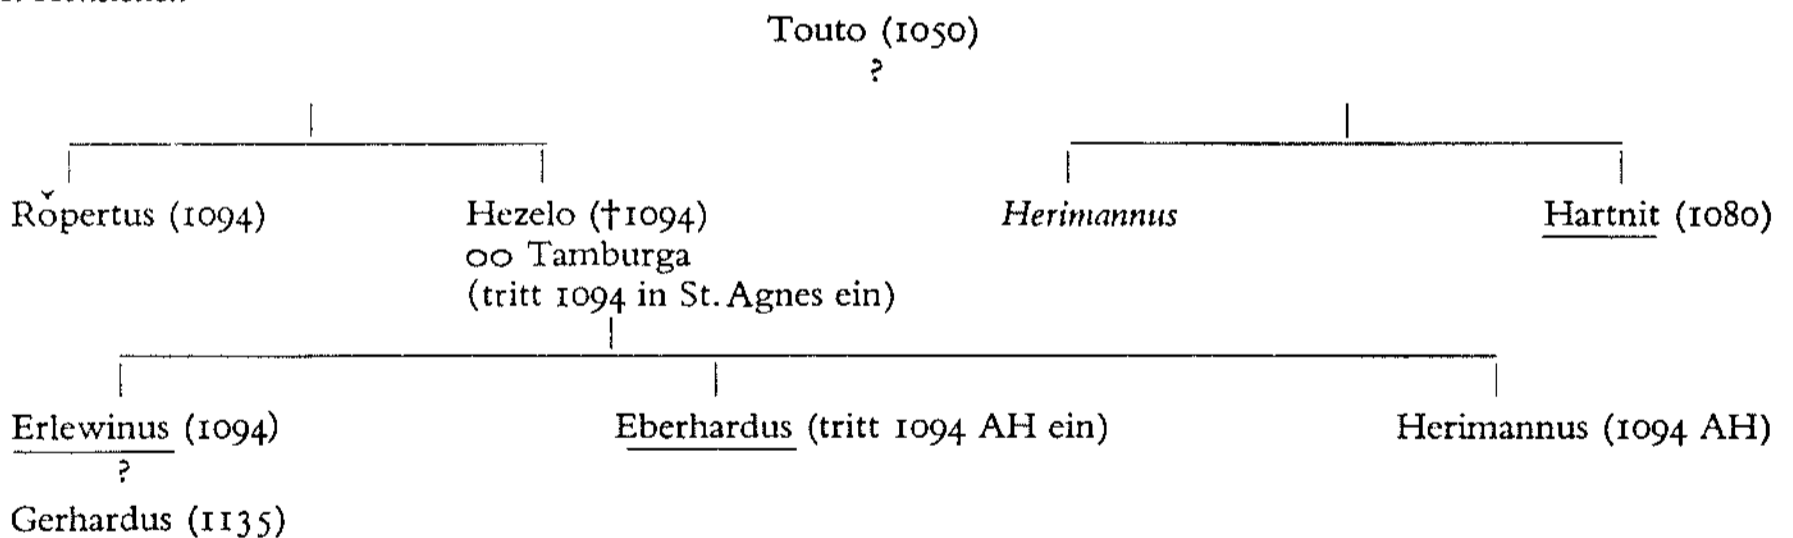 Touto (1050)
?
Rǒpertus (1094)
Hezelo (†1094)
Herimannus
Hartnit (1080)
oo Tamburga
(tritt 1094 in St. Agnes ein)
Erlewinus (1094)
Eberhardus (tritt 1094 AH ein)
Herimannus (1094 AH)
?
Gerhardus (1135)